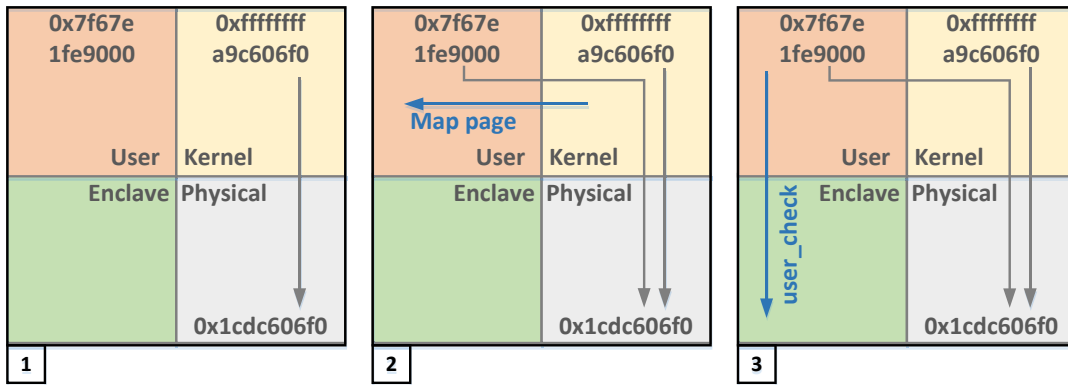 0x7f67e 0xffffffff
1fe9000 a9c606f0
User Kernel
Enclave Physical
0x1cdc606f0
1
0x7f67e 0xffffffff
1fe9000 a9c606f0
Map page
User Kernel
Enclave Physical
0x1cdc606f0
2
0x7f67e 0xffffffff
1fe9000 a9c606f0
User Kernel
Enclave Physical
user_check
0x1cdc606f0
3